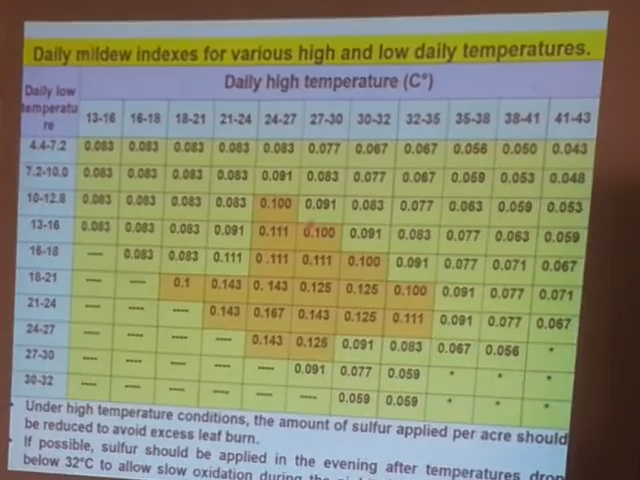 Daily mildew indexes for various high and low daily temperatures.
Daily low temperatu re Daily high temperature (C°)
13-16 16-18 18-21 21-24 24-27 27-30 30-32 32-35 35-38 38-41 41-43
4.4-7.2 0.083 0.083 0.083 0.083 0.083 0.077 0.067 0.067 0.056 0.050 0.043
7.2-10.0 0.083 0.083 0.083 0.083 0.091 0.083 0.077 0.067 0.059 0.053 0.048
10-12.8 0.083 0.083 0.083 0.083 0.100 0.091 0.083 0.077 0.063 0.059 0.053
13-16 0.083 0.083 0.083 0.091 0.111 0.100 0.091 0.083 0.077 0.063 0.059
16-18 ---- 0.083 0.083 0.111 0.111 0.111 0.100 0.091 0.077 0.071 0.067
18-21 ---- ---- 0.1 0.143 0.143 0.125 0.125 0.100 0.091 0.077 0.071
21-24 ---- ---- ---- 0.143 0.167 0.143 0.125 0.111 0.091 0.077 0.067
24-27 ---- ---- ---- ---- 0.143 0.125 0.091 0.083 0.067 0.056 *
27-30 ---- ---- ---- ---- ---- 0.091 0.077 0.059 * * *
30-32 ---- ---- ---- ---- ---- ---- 0.059 0.059 * * *
Under high temperature conditions, the amount of sulfur applied per acre should
be reduced to avoid excess leaf burn.
If possible, sulfur should be applied in the evening after temperatures drop
below 32°C to allow slow oxidation during the